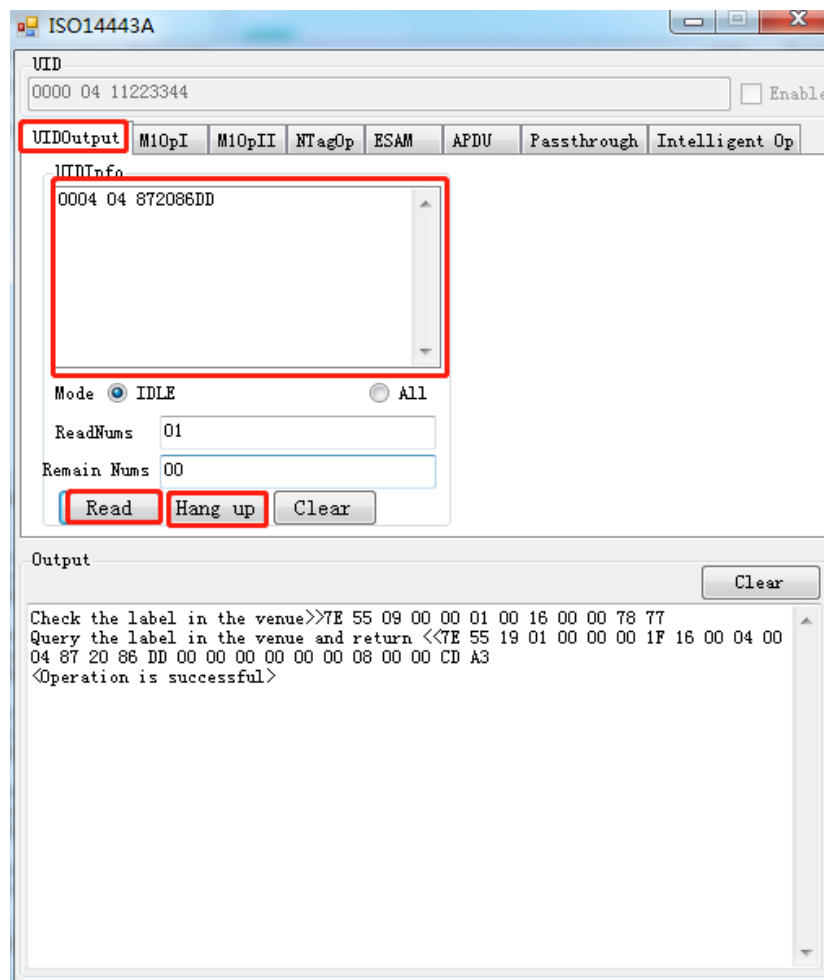 ISO14443A
UID
0000 04 11223344
Enable
UIDOutput M1OpI M1OpII NTagOp ESAM APDU Passthrough Intelligent Op
UIDInfo
0004 04 872086DD
Mode IDLE All
ReadNums 01
Remain Nums 00
Read Hang up Clear
Output
Clear
Check the label in the venue>>7E 55 09 00 00 01 00 16 00 00 78 77
Query the label in the venue and return <<7E 55 19 01 00 00 00 1F 16 00 04 00
04 87 20 86 DD 00 00 00 00 00 00 08 00 00 CD A3
<Operation is successful>